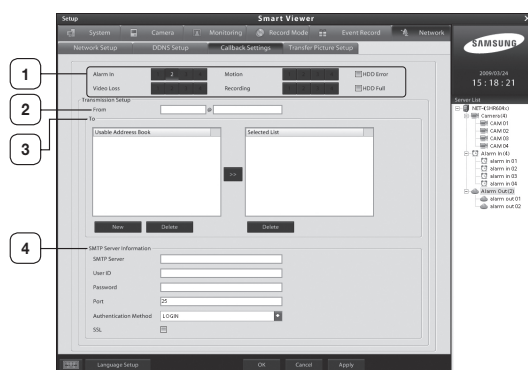 Setup Smart Viewer
System Camera Monitoring Record Mode Event Record Network
Network Setup DDNS Setup Callback Settings Transfer Picture Setup
SAMSUNG
2009/03/24
15 : 18 : 21
1
Alarm In 2 Motion HDD Error
Video Loss Recording HDD Full
Transmission Setup
2
From @
3
To
Usable Address Book Selected List
>>
New Delete Delete
4
SMTP Server Information
SMTP Server
User ID
Password
Port 25
Authentication Method LOGIN
SSL
Language Setup OK Cancel Apply
Server List
NET-i(SHR604x)
Camera(4)
CAM 01
CAM 02
CAM 03
CAM 04
Alarm In(4)
alarm in 01
alarm in 02
alarm in 03
alarm in 04
Alarm Out(2)
alarm out 01
alarm out 02